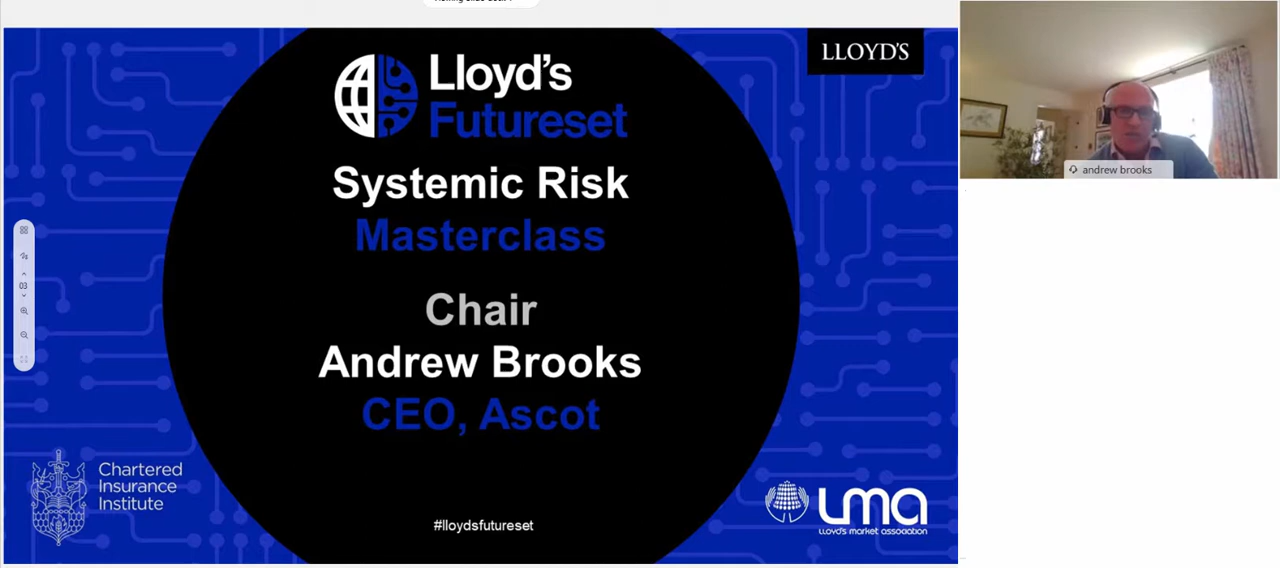 LLOYD'S
Lloyd's
Futureset
Systemic Risk
Masterclass
Chair
Andrew Brooks
CEO, Ascot
Chartered
Insurance
Institute
#lloydsfutureset
lma
lloyd's market association
03
andrew brooks